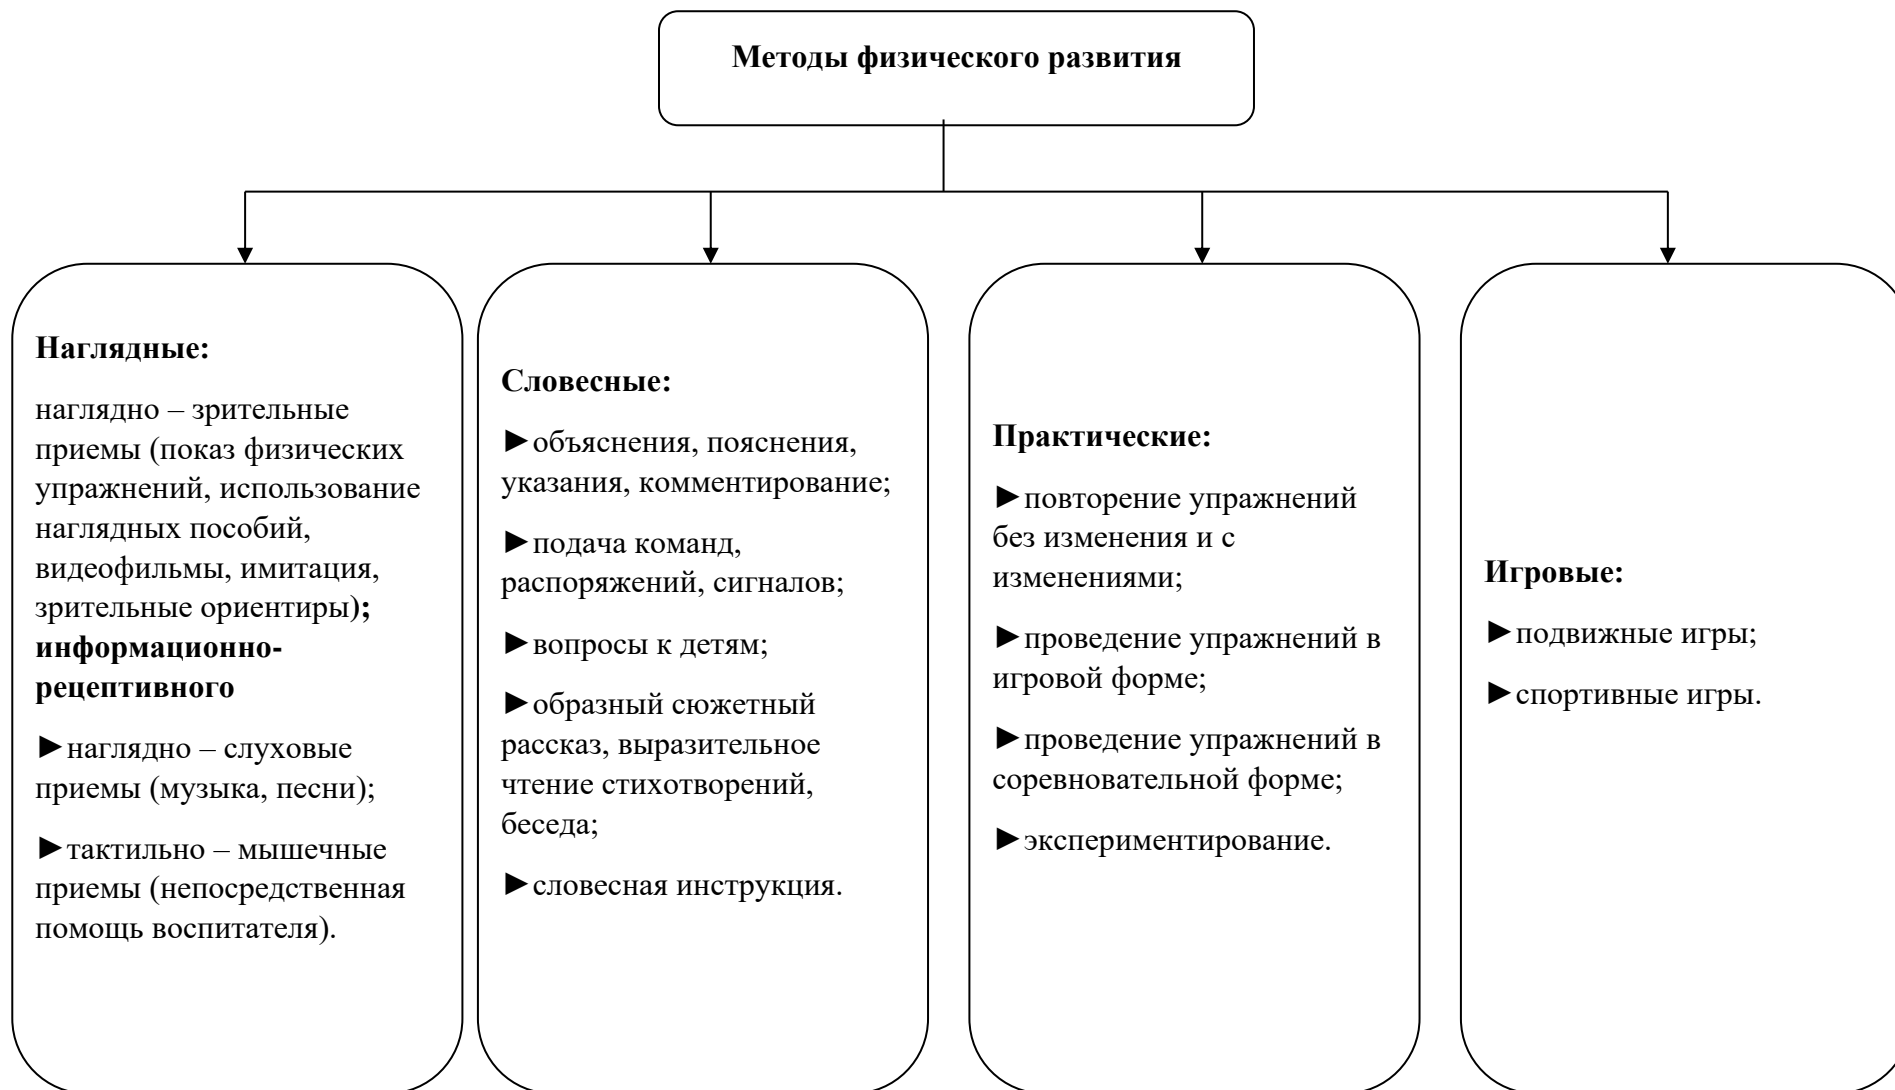 Методы физического развития
Наглядные:
наглядно – зрительные
приемы (показ физических
упражнений, использование
наглядных пособий,
видеофильмы, имитация,
зрительные ориентиры);
информационно-
рецептивного
►наглядно – слуховые
приемы (музыка, песни);
►тактильно – мышечные
приемы (непосредственная
помощь воспитателя).
Словесные:
►объяснения, пояснения,
указания, комментирование;
►подача команд,
распоряжений, сигналов;
►вопросы к детям;
►образный сюжетный
рассказ, выразительное
чтение стихотворений,
беседа;
►словесная инструкция.
Практические:
►повторение упражнений
без изменения и с
изменениями;
►проведение упражнений в
игровой форме;
►проведение упражнений в
соревновательной форме;
►экспериментирование.
Игровые:
►подвижные игры;
►спортивные игры.